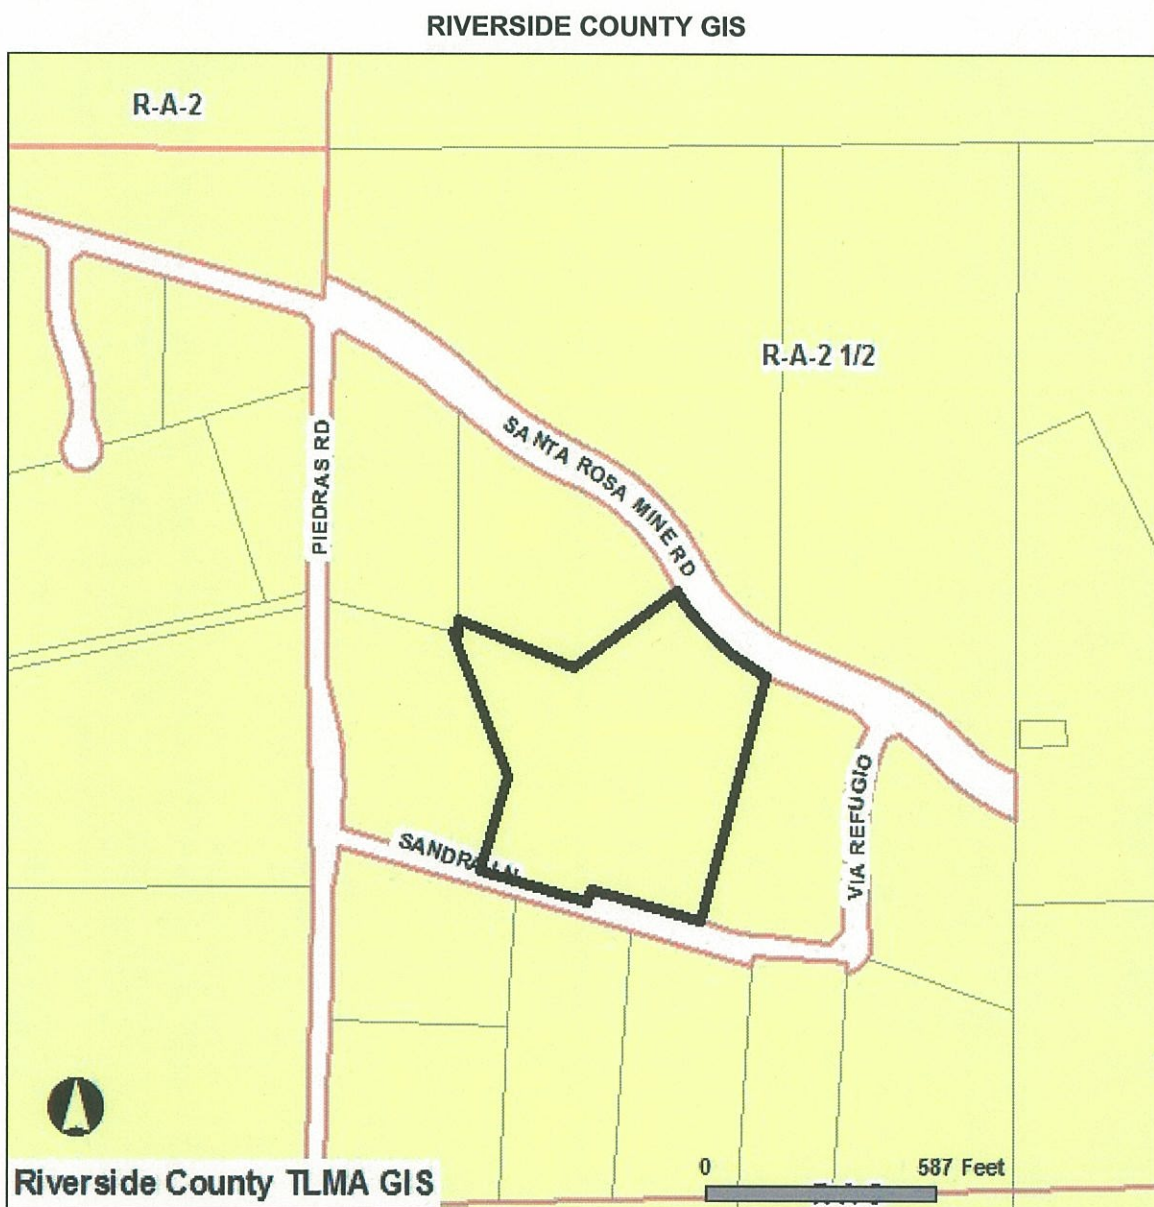 RIVERSIDE COUNTY GIS
R-A-2
R-A-2 1/2
SANTA ROSA MINE RD
PIEDRAS RD
VIA REFUGIO
SANDRA LN
0 587 Feet
Riverside County TLMA GIS